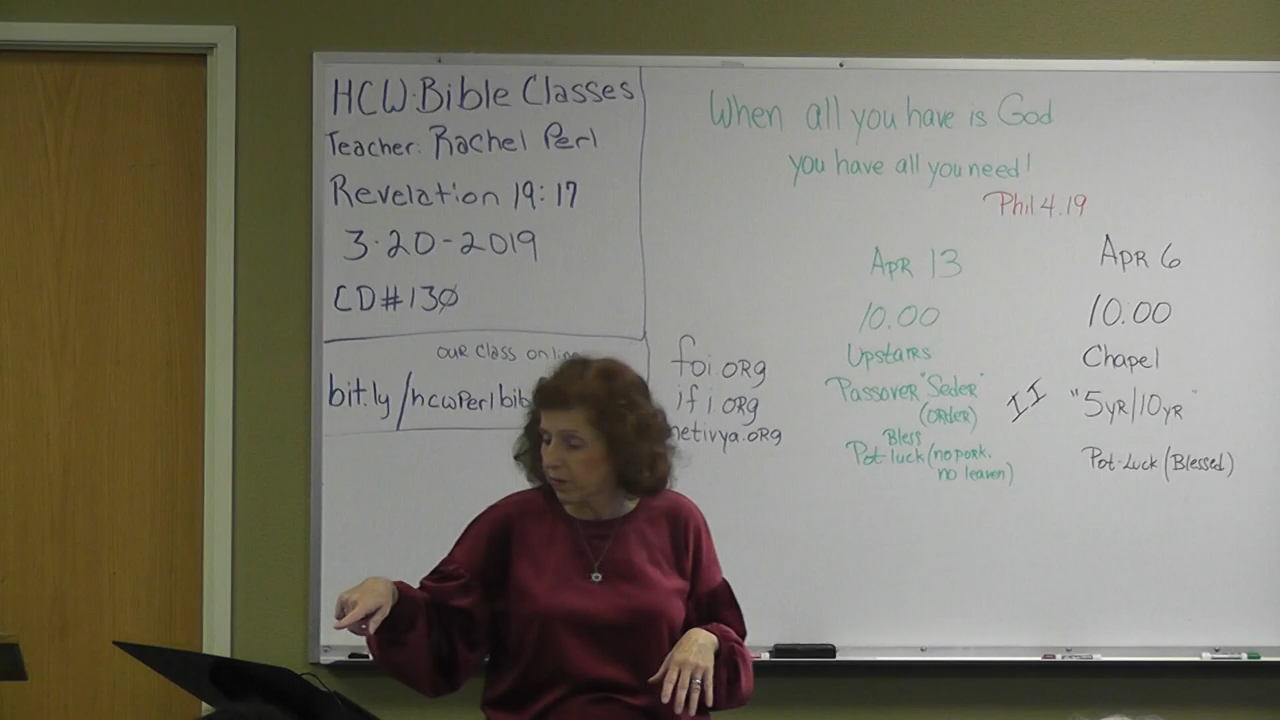 HCW Bible Classes
Teacher: Rachel Perl
Revelation 19:17
3-20-2019
CD#130
our class online
bit.ly/hcwPerlbib
foi.org
ifi.org
netivya.org
When all you have is God
you have all you need!
Phil 4.19
Apr 13
10.00
Upstairs
Passover "Seder"
(order)
Bless
Pot-luck (no pork.
no leaven)
II
Apr 6
10.00
Chapel
"5yr/10yr"
Pot-Luck (Blessed)